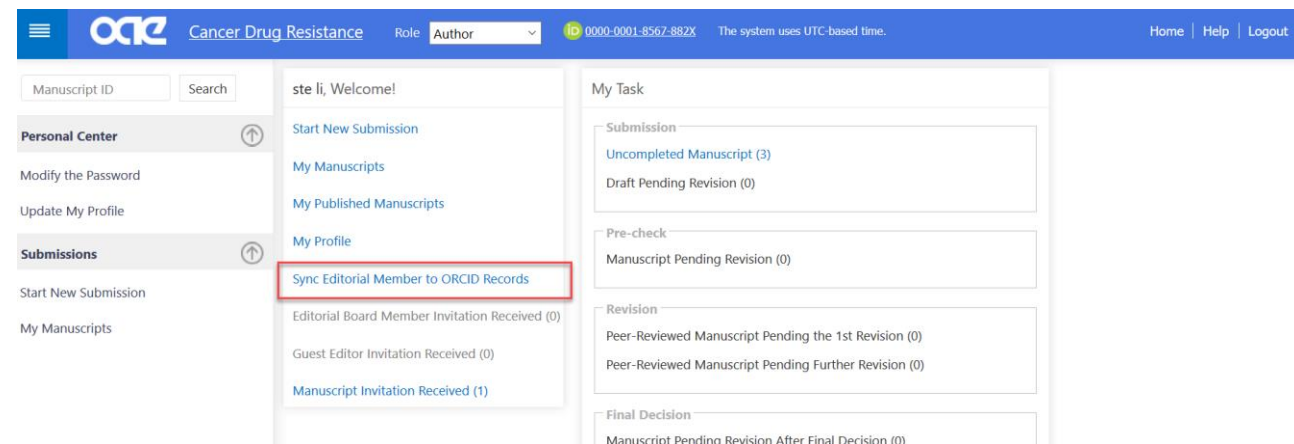 OAE Cancer Drug Resistance Role Author iD 0000-0001-8567-882X The system uses UTC-based time. Home | Help | Logout
Manuscript ID Search
Personal Center
Modify the Password
Update My Profile
Submissions
Start New Submission
My Manuscripts
ste li, Welcome!
Start New Submission
My Manuscripts
My Published Manuscripts
My Profile
Sync Editorial Member to ORCID Records
Editorial Board Member Invitation Received (0)
Guest Editor Invitation Received (0)
Manuscript Invitation Received (1)
My Task
Submission
Uncompleted Manuscript (3)
Draft Pending Revision (0)
Pre-check
Manuscript Pending Revision (0)
Revision
Peer-Reviewed Manuscript Pending the 1st Revision (0)
Peer-Reviewed Manuscript Pending Further Revision (0)
Final Decision
Manuscript Pending Revision After Final Decision (0)